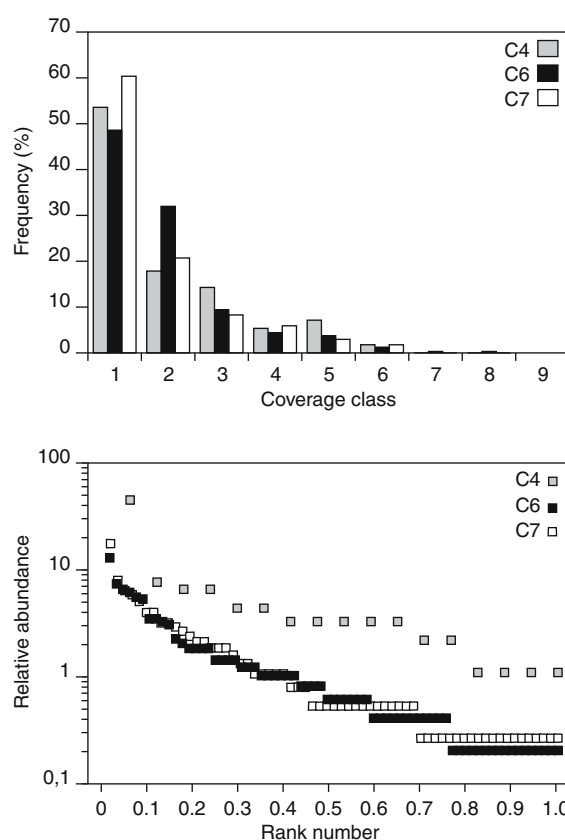 70
60
50
40
30
20
10
0
Frequency (%)
C4
C6
C7
1 2 3 4 5 6 7 8 9
Coverage class
100
10
1
0,1
Relative abundance
C4
C6
C7
0 0.1 0.2 0.3 0.4 0.5 0.6 0.7 0.8 0.9 1.0
Rank number